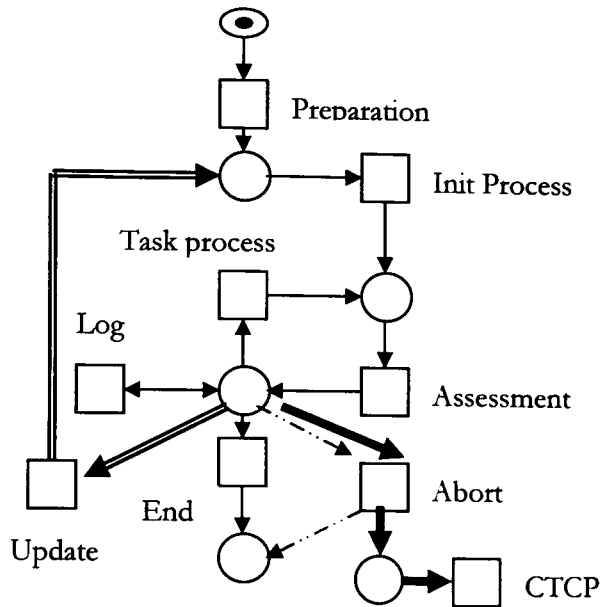 Preparation
Init Process
Task process
Log
Assessment
End
Abort
Update
CTCP